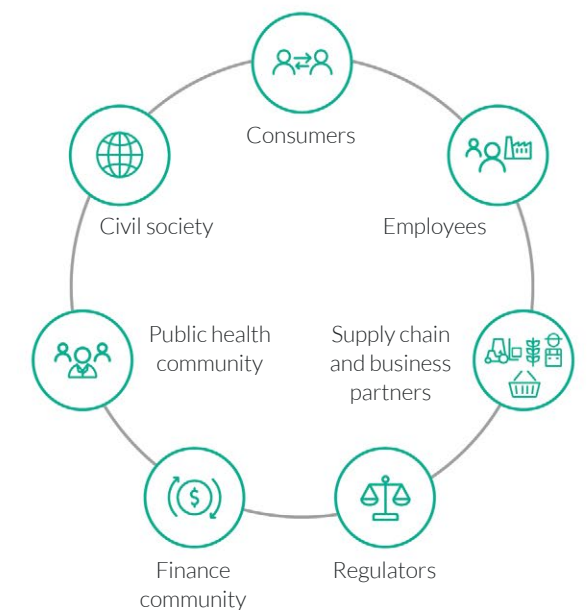 Consumers
Civil society
Employees
Public health
community
Supply chain
and business
partners
$
Finance
community
Regulators